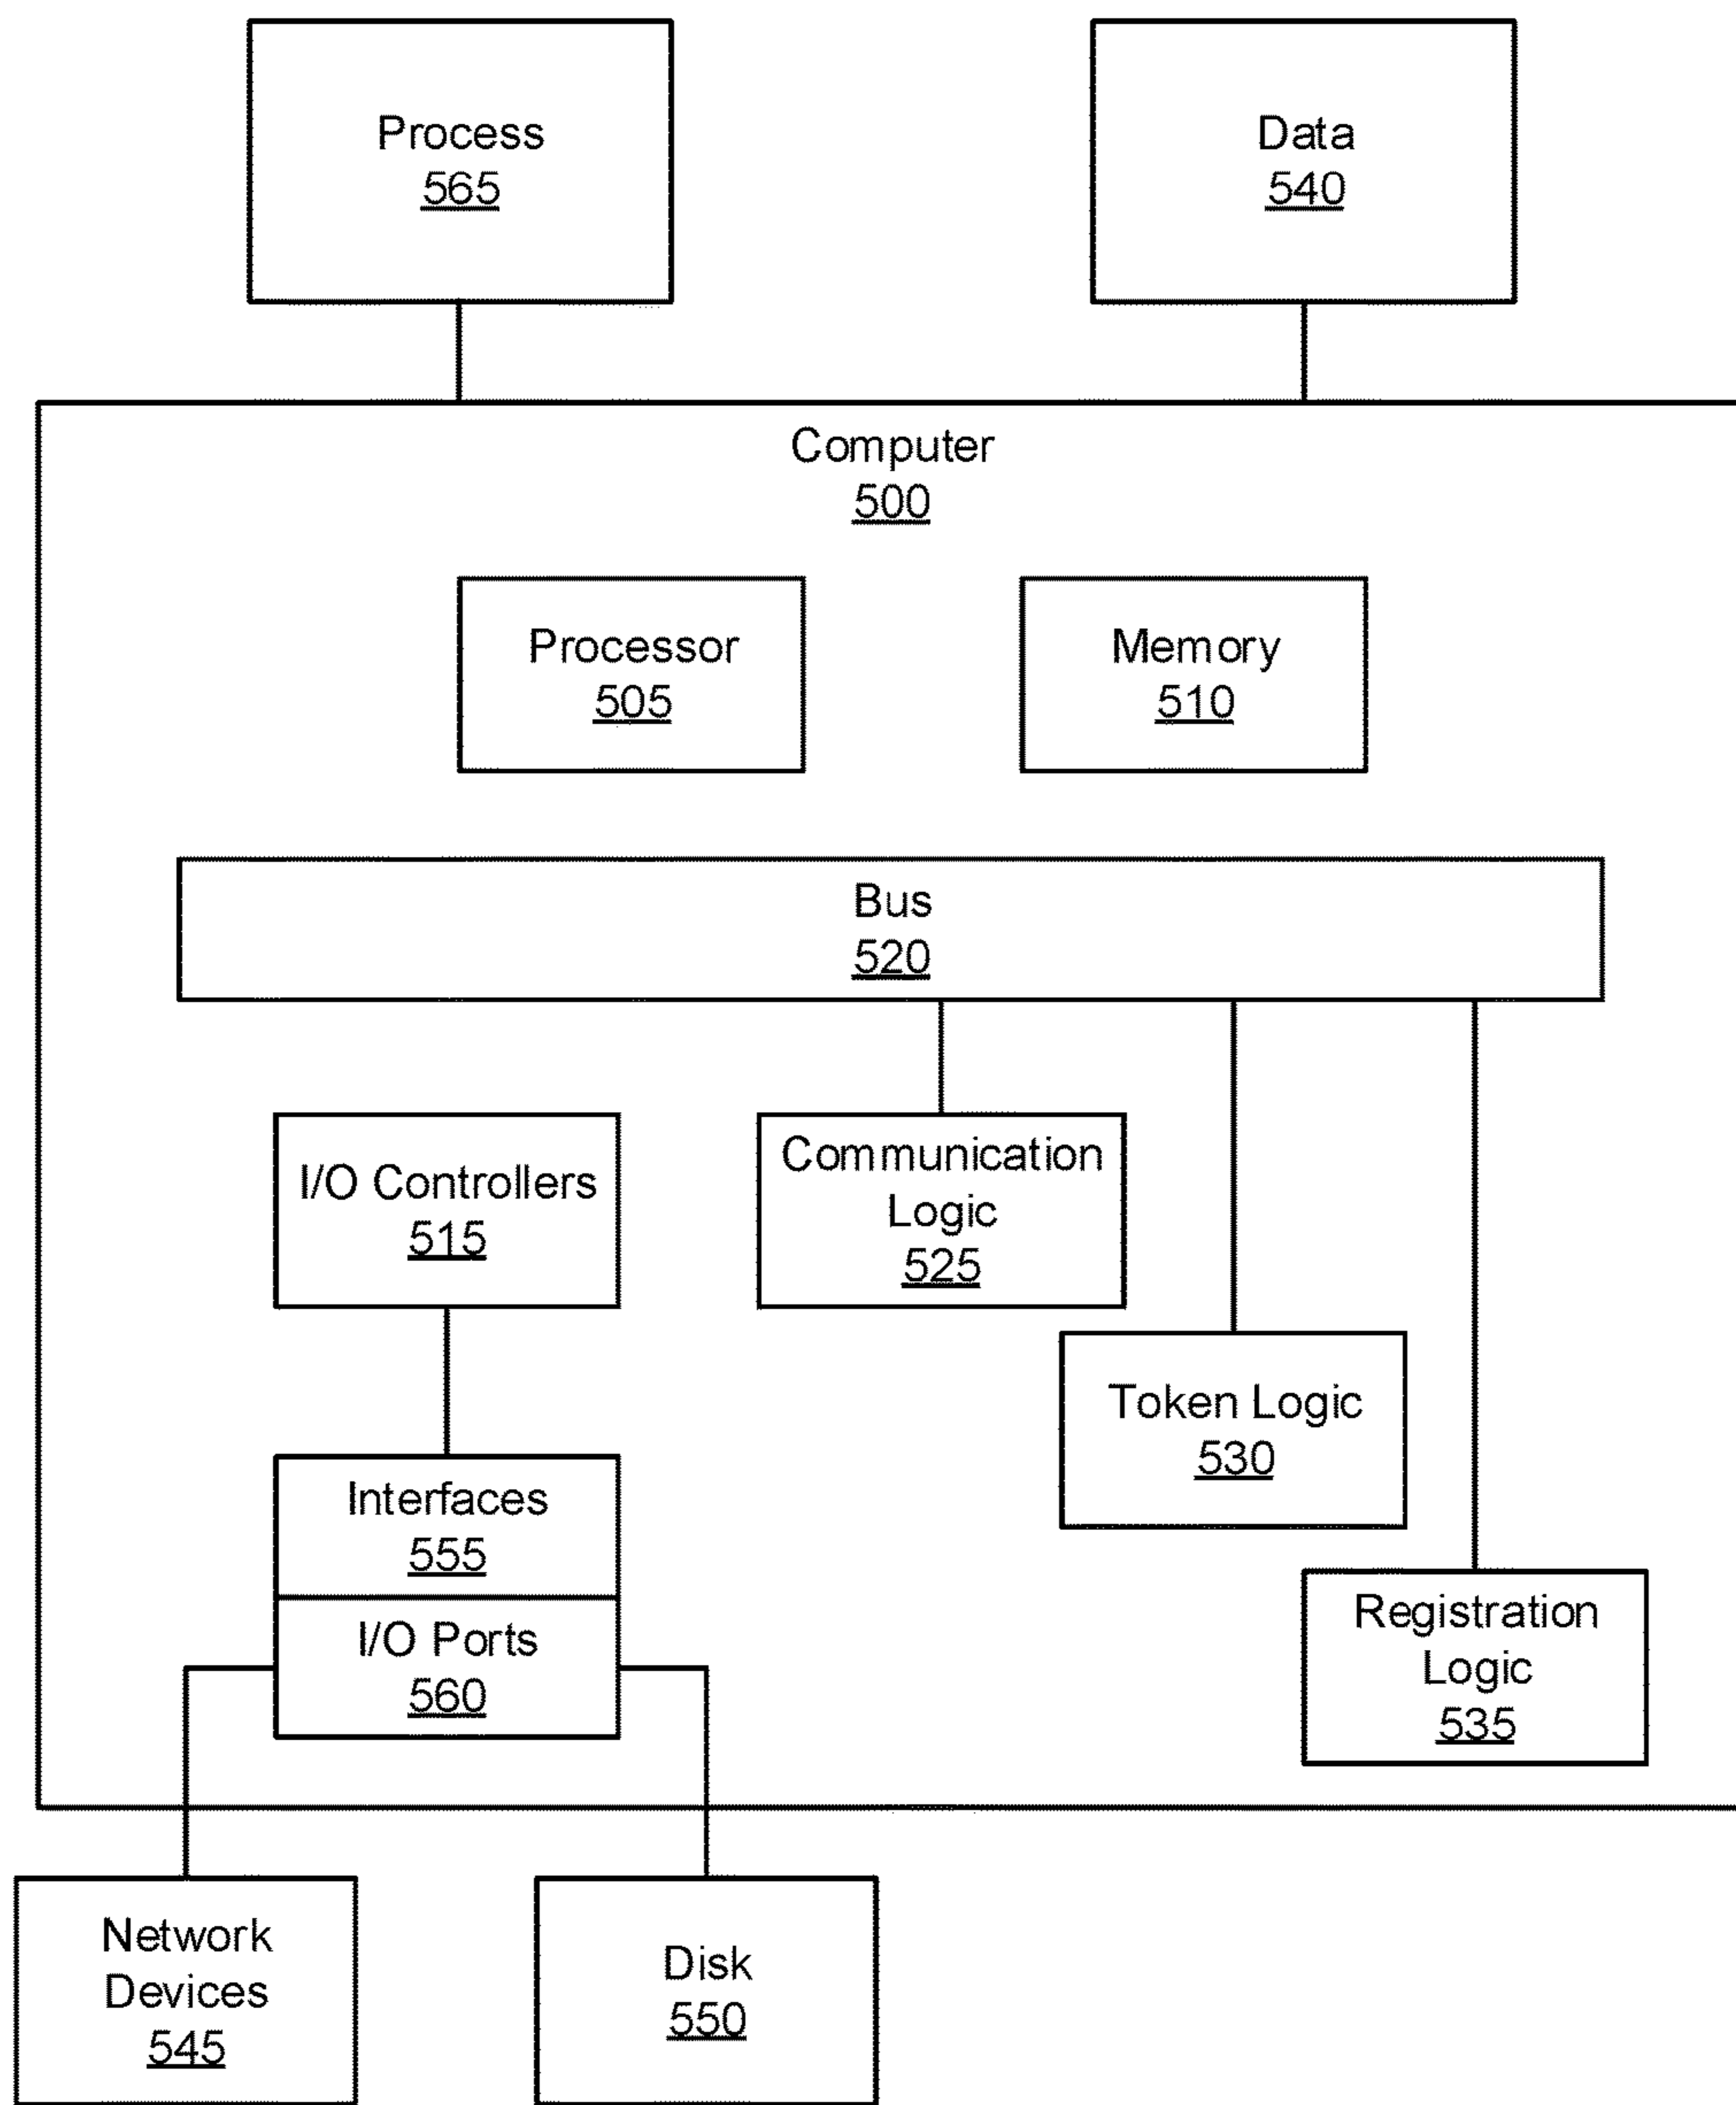 Process
565
Data
540
Computer
500
Processor
505
Memory
510
Bus
520
I/O Controllers
515
Communication
Logic
525
Token Logic
530
Interfaces
555
I/O Ports
560
Registration
Logic
535
Network
Devices
545
Disk
550